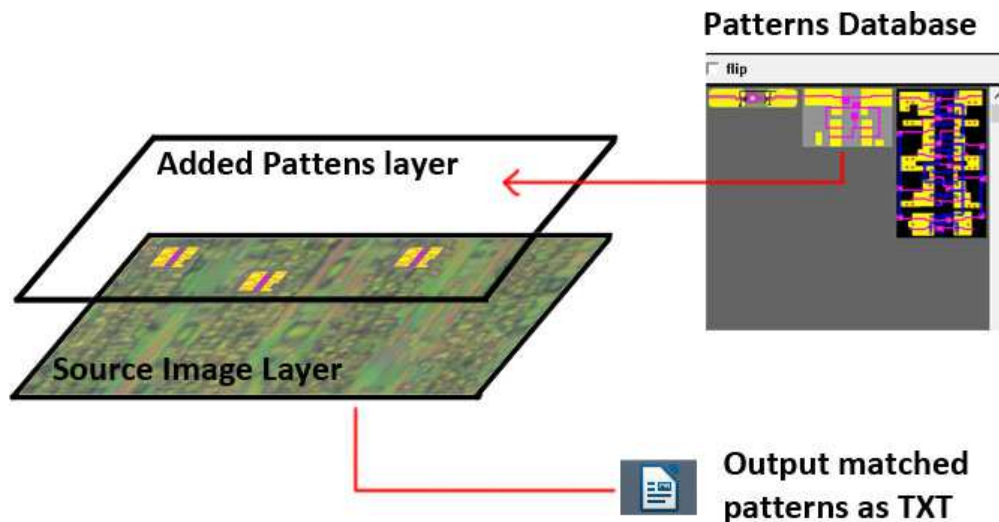 Patterns Database
flip
Added Pattens layer
Source Image Layer
Output matched
patterns as TXT